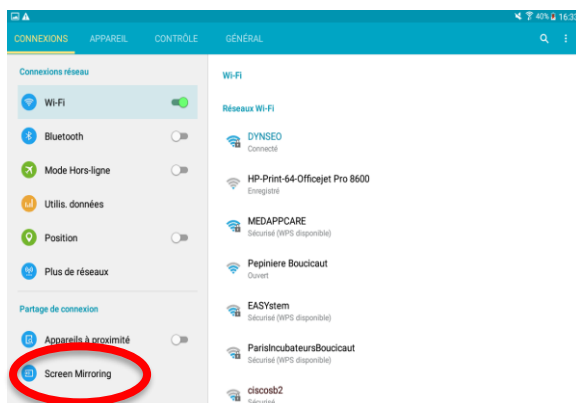 40% 16:33
CONNEXIONS APPAREIL CONTRÔLE GÉNÉRAL
Connexions réseau
Wi-Fi
Bluetooth
Mode Hors-ligne
Utilis. données
Position
Plus de réseaux
Partage de connexion
Appareils à proximité
Screen Mirroring
Wi-Fi
Réseaux Wi-Fi
DYNSEO
Connecté
HP-Print-64-Officejet Pro 8600
Enregistré
MEDAPPCARE
Sécurisé (WPS disponible)
Pepiniere Boucicaut
Ouvert
EASYstem
Sécurisé (WPS disponible)
ParisIncubateursBoucicaut
Sécurisé (WPS disponible)
ciscosb2
Sécurisé